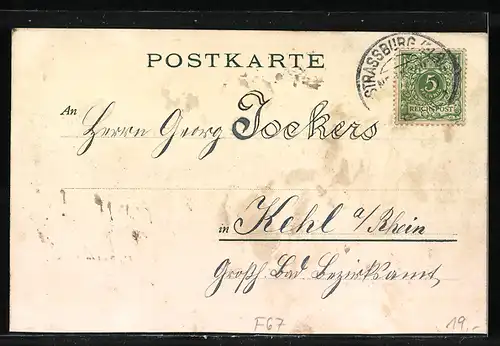 POSTKARTE
STRASSBURG
5
REICHSPOST
An Herrn Georg Jockers
in Kehl a/Rhein
Großh. Bad. Bezirksamt
F67
19.-